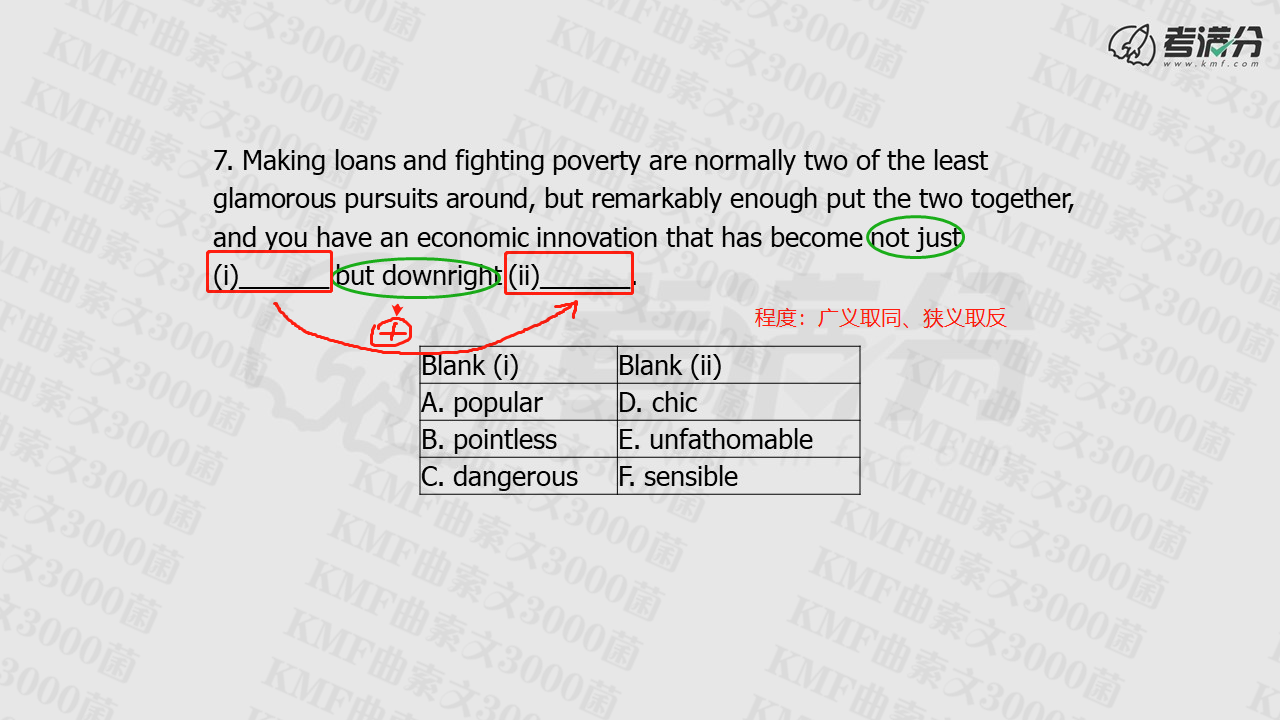 考满分
www.kmf.com
7. Making loans and fighting poverty are normally two of the least
glamorous pursuits around, but remarkably enough put the two together,
and you have an economic innovation that has become not just
(i)_______ but downright (ii)_______.
+
程度：广义取同、狭义取反
Blank (i) Blank (ii)
A. popular D. chic
B. pointless E. unfathomable
C. dangerous F. sensible
KMF曲索文3000菌